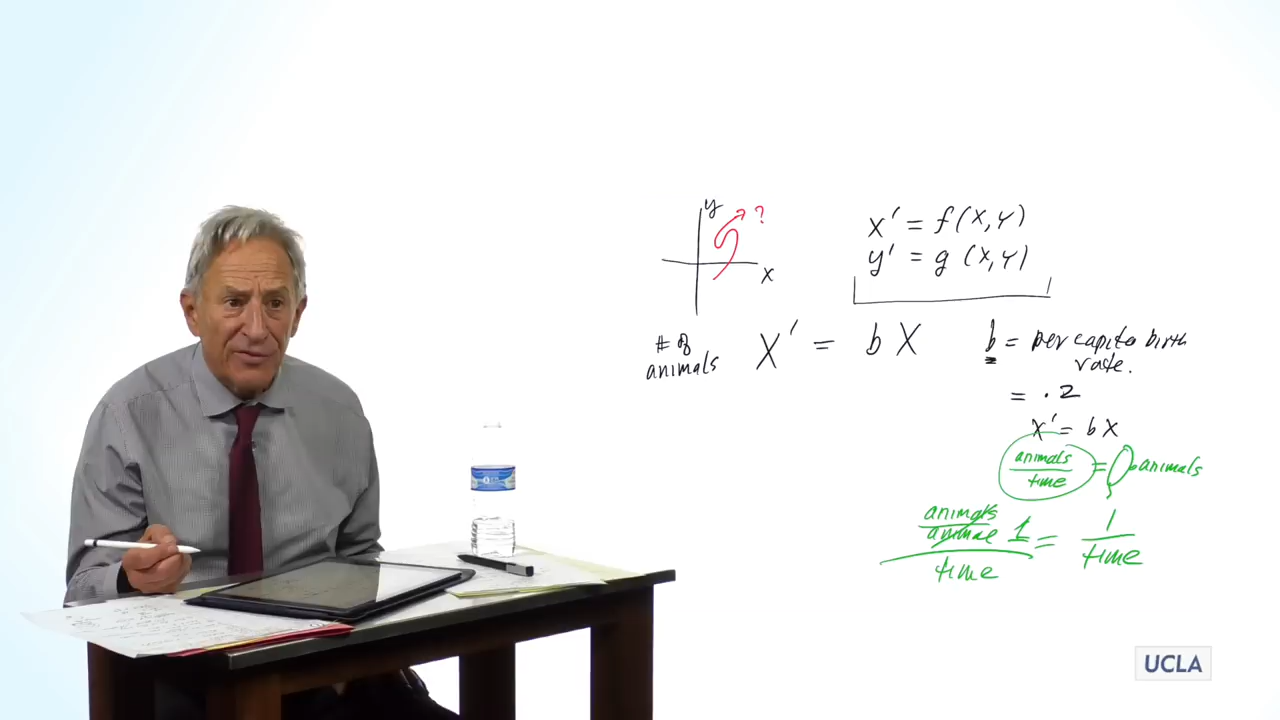 y
?
x
x' = f(x,y)
y' = g(x,y)
# of
animals
X' = bX
b = per capita birth
rate.
= .2
X' = bX
animals
time
= animals
animals
animal 1
time
= 1
time
UCLA